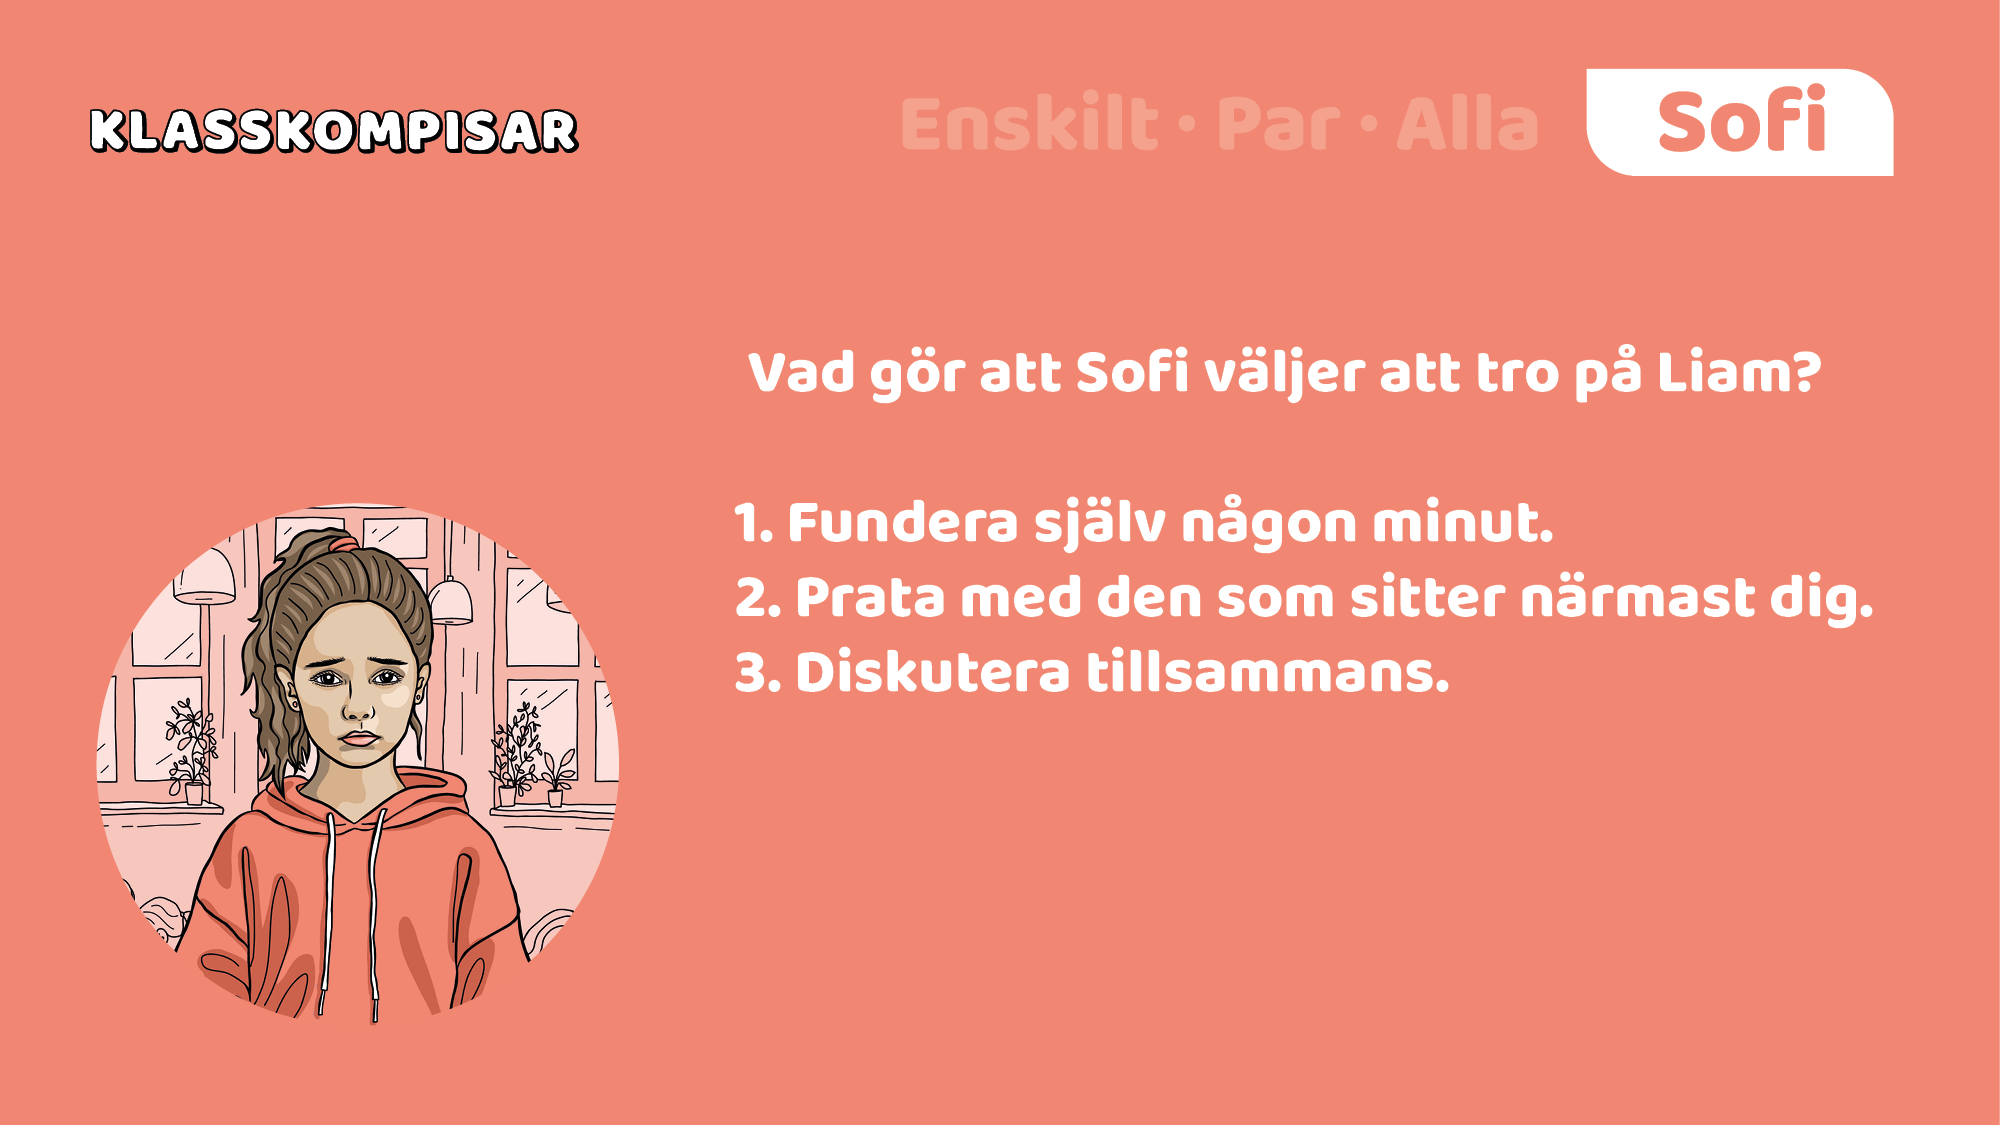 KLASSKOMPISAR
Enskilt • Par • Alla
Sofi
Vad gör att Sofi väljer att tro på Liam?
1. Fundera själv någon minut.
2. Prata med den som sitter närmast dig.
3. Diskutera tillsammans.